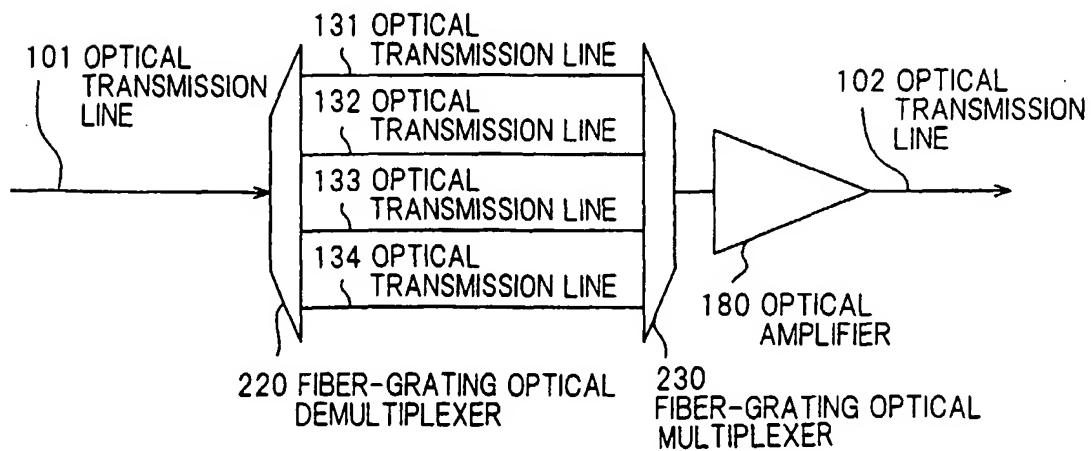 131 OPTICAL
TRANSMISSION LINE
101 OPTICAL
TRANSMISSION
LINE
132 OPTICAL
TRANSMISSION LINE
102 OPTICAL
TRANSMISSION
LINE
133 OPTICAL
TRANSMISSION LINE
134 OPTICAL
TRANSMISSION LINE
180 OPTICAL
AMPLIFIER
220 FIBER-GRATING OPTICAL
DEMULTIPLEXER
230
FIBER-GRATING OPTICAL
MULTIPLEXER